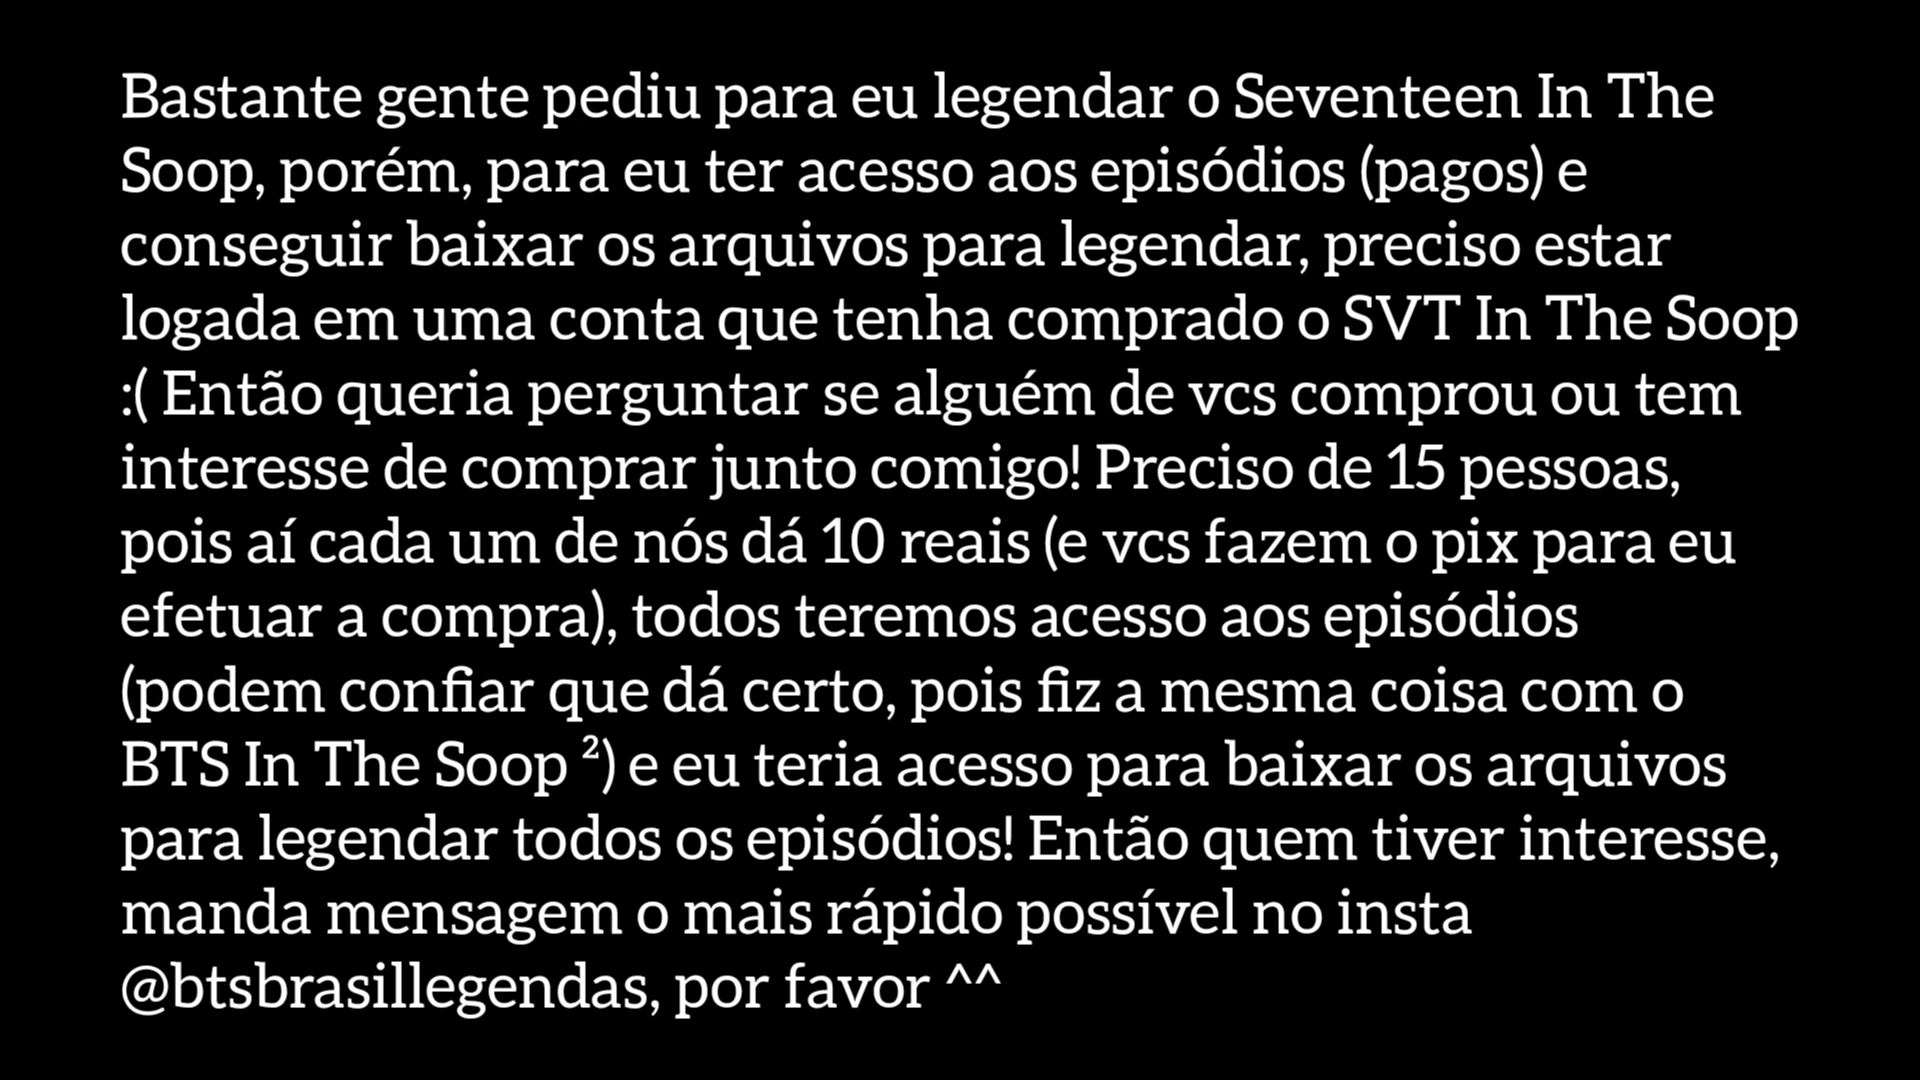 Bastante gente pediu para eu legendar o Seventeen In The
Soop, porém, para eu ter acesso aos episódios (pagos) e
conseguir baixar os arquivos para legendar, preciso estar
logada em uma conta que tenha comprado o SVT In The Soop
:( Então queria perguntar se alguém de vcs comprou ou tem
interesse de comprar junto comigo! Preciso de 15 pessoas,
pois aí cada um de nós dá 10 reais (e vcs fazem o pix para eu
efetuar a compra), todos teremos acesso aos episódios
(podem confiar que dá certo, pois fiz a mesma coisa com o
BTS In The Soop ²) e eu teria acesso para baixar os arquivos
para legendar todos os episódios! Então quem tiver interesse,
manda mensagem o mais rápido possível no insta
@btsbrasillegendas, por favor ^^